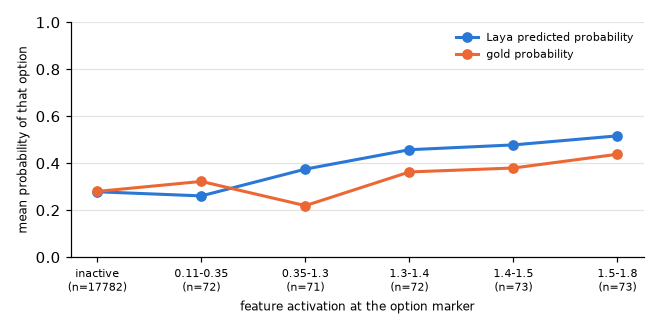 mean probability of that option
1.0
0.8
0.6
0.4
0.2
0.0
Laya predicted probability
gold probability
inactive
(n=17782)
0.11-0.35
(n=72)
0.35-1.3
(n=71)
1.3-1.4
(n=72)
1.4-1.5
(n=73)
1.5-1.8
(n=73)
feature activation at the option marker